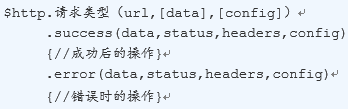 $http.请求类型（url,[data],[config]）↵
.success(data,status,headers,config)
{//成功后的操作}↵
.error(data,status,headers,config)↵
{//错误时的操作}↵